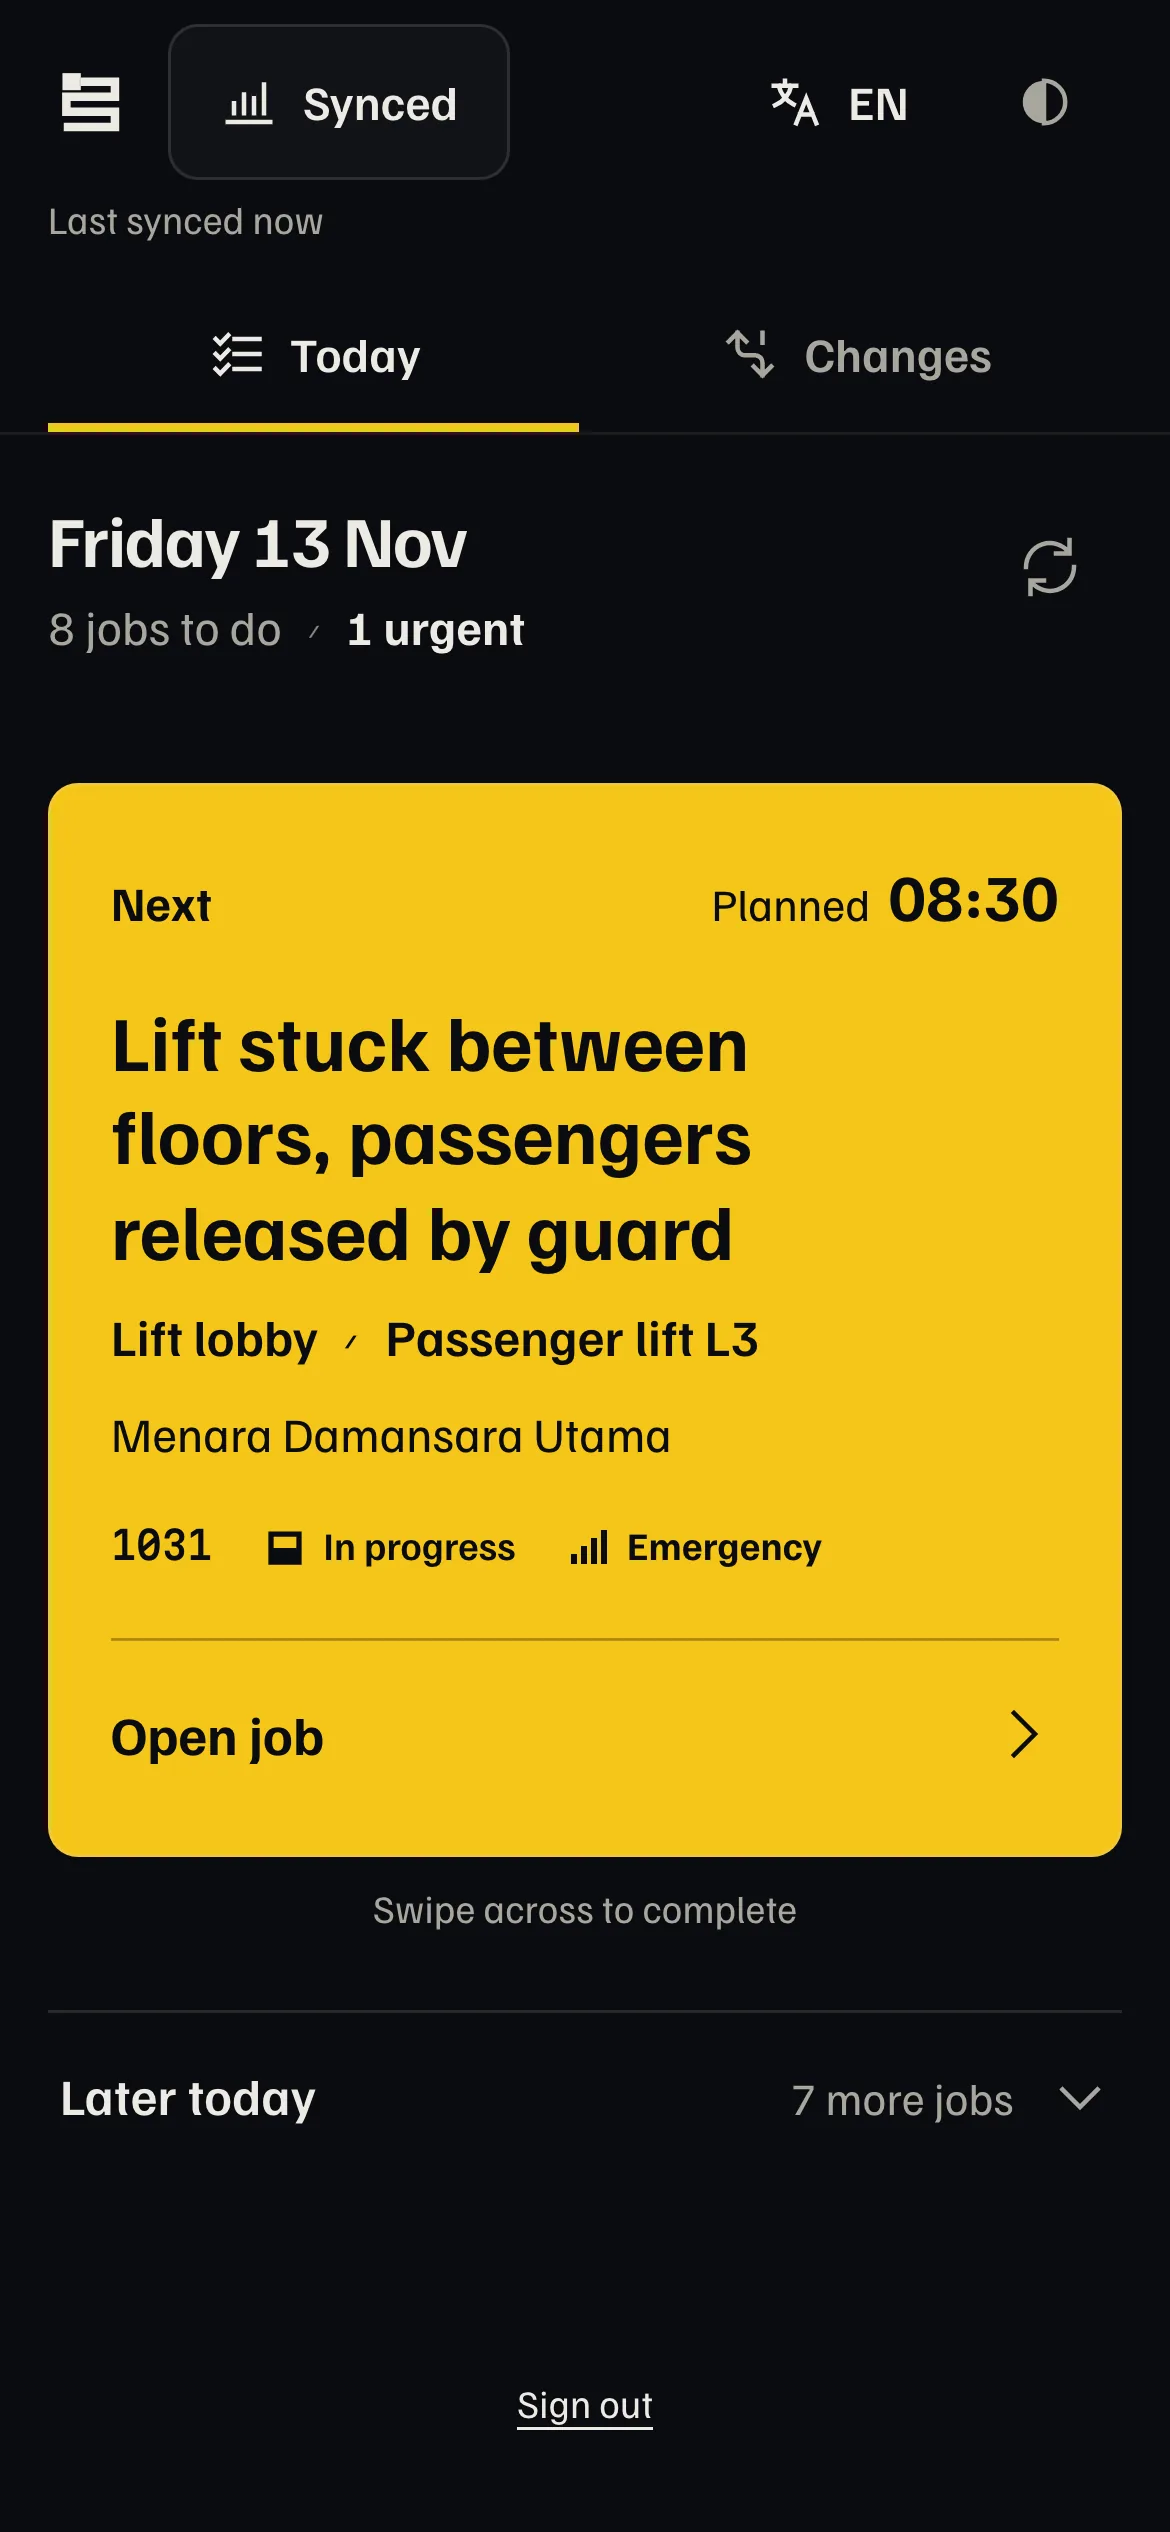 Synced
EN
Last synced now
Today
Changes
Friday 13 Nov
8 jobs to do ⁄ 1 urgent
Next
Planned 08:30
Lift stuck between
floors, passengers
released by guard
Lift lobby ⁄ Passenger lift L3
Menara Damansara Utama
1031 In progress Emergency
Open job
Swipe across to complete
Later today
7 more jobs
Sign out